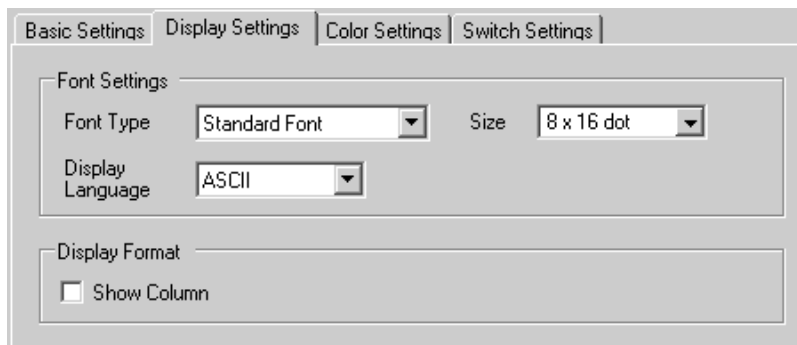 Basic Settings Display Settings Color Settings Switch Settings
Font Settings
Font Type Standard Font Size 8 x 16 dot
Display
Language ASCII
Display Format
Show Column